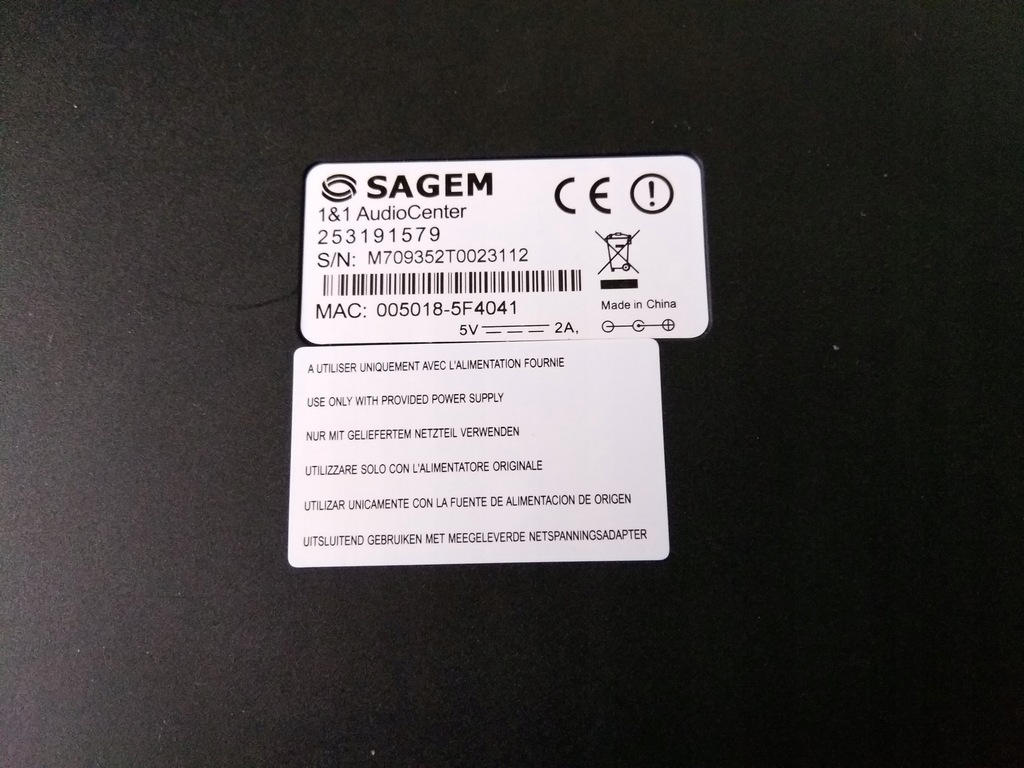 SAGEM
1&1 AudioCenter
253191579
S/N: M709352T0023112
MAC: 005018-5F4041
5V 2A,
CE
Made in China
A UTILISER UNIQUEMENT AVEC L'ALIMENTATION FOURNIE
USE ONLY WITH PROVIDED POWER SUPPLY
NUR MIT GELIEFERTEM NETZTEIL VERWENDEN
UTILIZZARE SOLO CON L'ALIMENTATORE ORIGINALE
UTILIZAR UNICAMENTE CON LA FUENTE DE ALIMENTACION DE ORIGEN
UITSLUITEND GEBRUIKEN MET MEEGELEVERDE NETSPANNINGSADAPTER